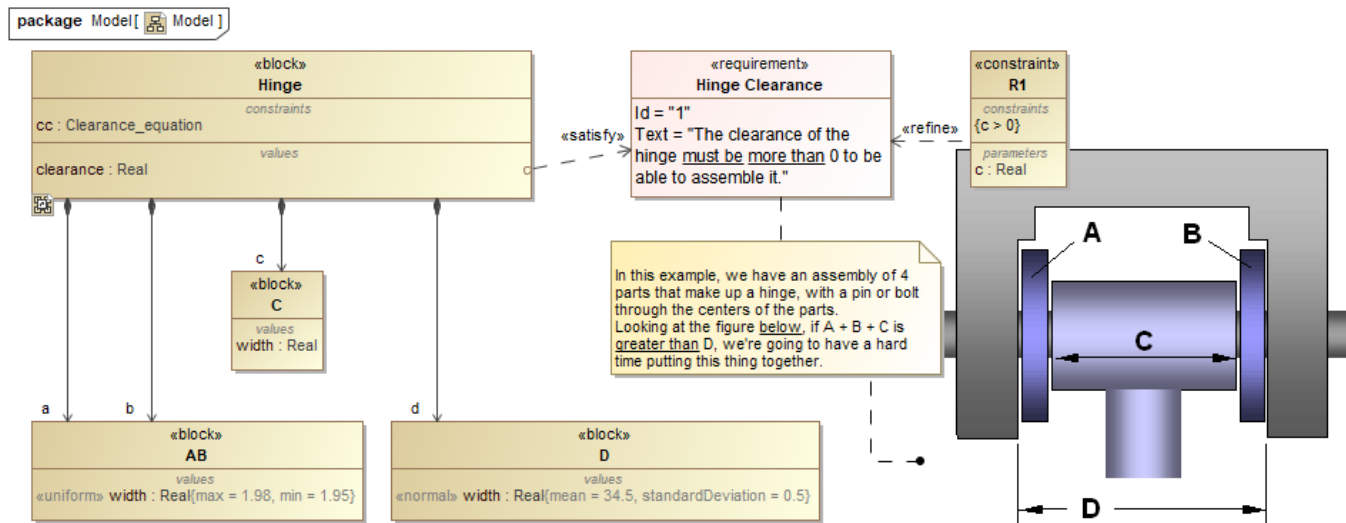 package Model[ Model ]
«block»
Hinge
constraints
cc : Clearance_equation
values
clearance : Real
«satisfy»
«requirement»
Hinge Clearance
Id = "1"
Text = "The clearance of the
hinge must be more than 0 to be
able to assemble it."
«refine»
«constraint»
R1
constraints
{c > 0}
parameters
c : Real
c
«block»
C
values
width : Real
In this example, we have an assembly of 4
parts that make up a hinge, with a pin or bolt
through the centers of the parts.
Looking at the figure below, if A + B + C is
greater than D, we're going to have a hard
time putting this thing together.
A
B
C
D
a
b
d
«block»
AB
values
«uniform» width : Real{max = 1.98, min = 1.95}
«block»
D
values
«normal» width : Real{mean = 34.5, standardDeviation = 0.5}